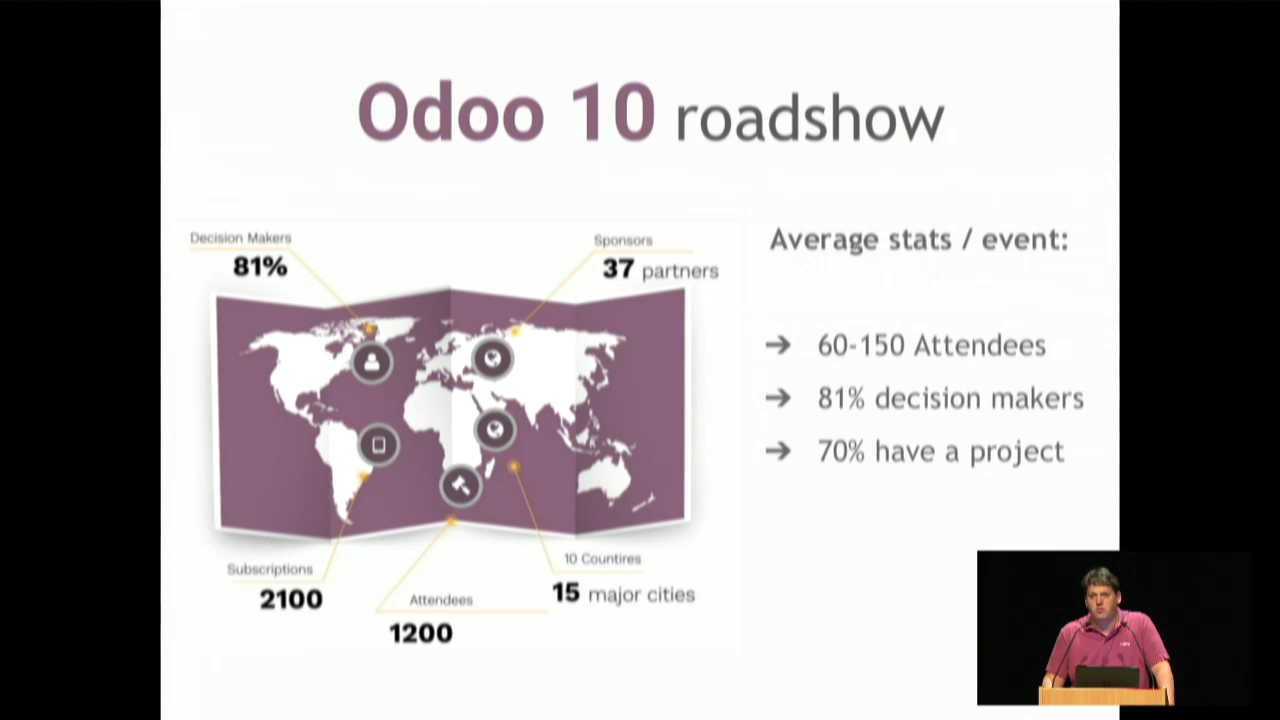 Odoo 10 roadshow
Decision Makers
81%
Sponsors
37 partners
Subscriptions
2100
Attendees
1200
10 Countires
15 major cities
Average stats / event:
→ 60-150 Attendees
→ 81% decision makers
→ 70% have a project